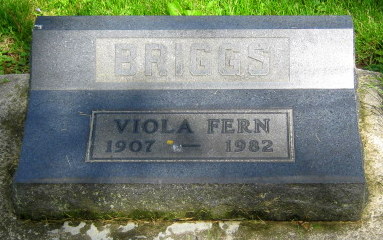 BRIGGS
VIOLA FERN
1907 — 1982